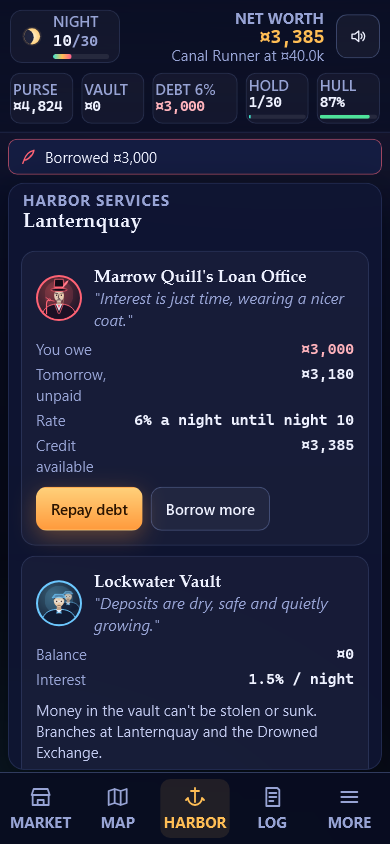 NIGHT
10/30
NET WORTH
¤3,385
Canal Runner at ¤40.0k
PURSE
¤4,824
VAULT
¤0
DEBT 6%
¤3,000
HOLD
1/30
HULL
87%
Borrowed ¤3,000
HARBOR SERVICES
Lanternquay
Marrow Quill's Loan Office
"Interest is just time, wearing a nicer
coat."
You owe ¤3,000
Tomorrow, ¤3,180
unpaid
Rate 6% a night until night 10
Credit ¤3,385
available
Repay debt
Borrow more
Lockwater Vault
"Deposits are dry, safe and quietly
growing."
Balance ¤0
Interest 1.5% / night
Money in the vault can't be stolen or sunk.
Branches at Lanternquay and the Drowned
Exchange.
MARKET
MAP
HARBOR
LOG
MORE